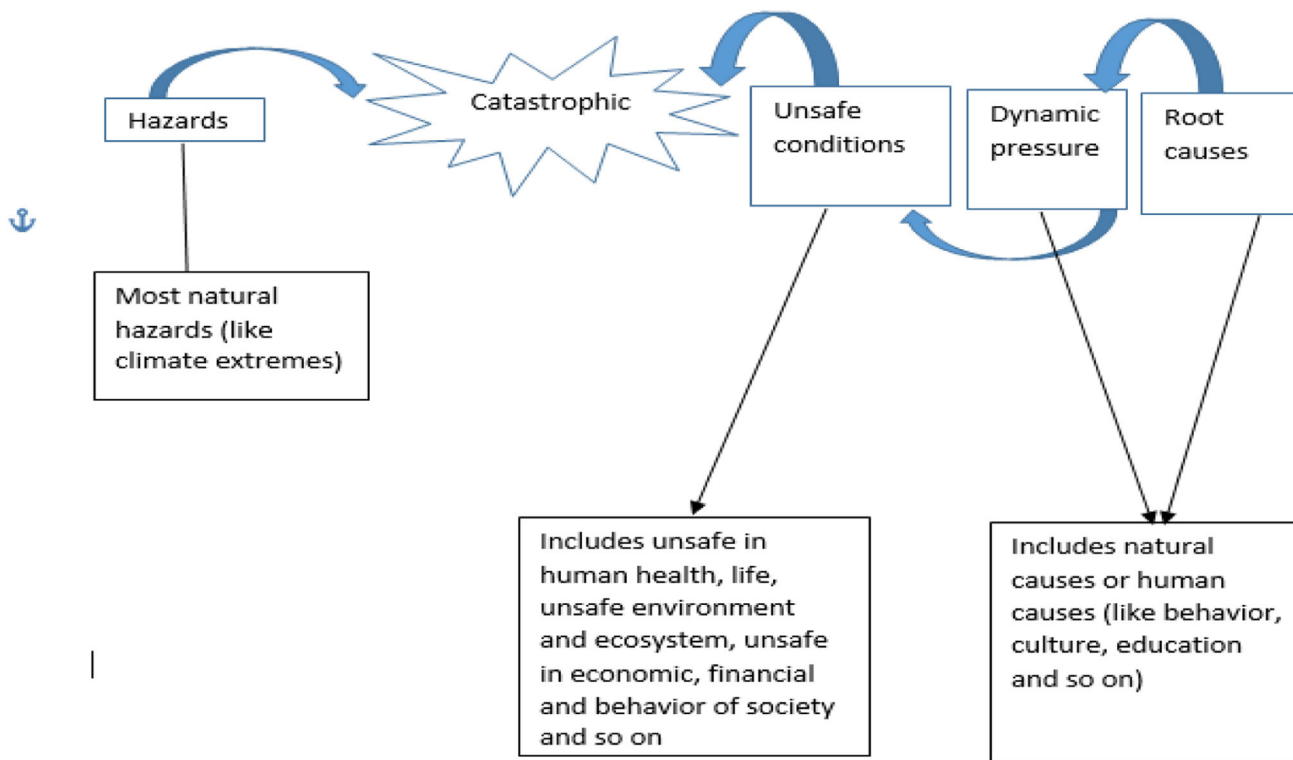 Hazards
Catastrophic
Unsafe
conditions
Dynamic
pressure
Root
causes
Most natural
hazards (like
climate extremes)
Includes unsafe in
human health, life,
unsafe environment
and ecosystem, unsafe
in economic, financial
and behavior of society
and so on
Includes natural
causes or human
causes (like behavior,
culture, education
and so on)